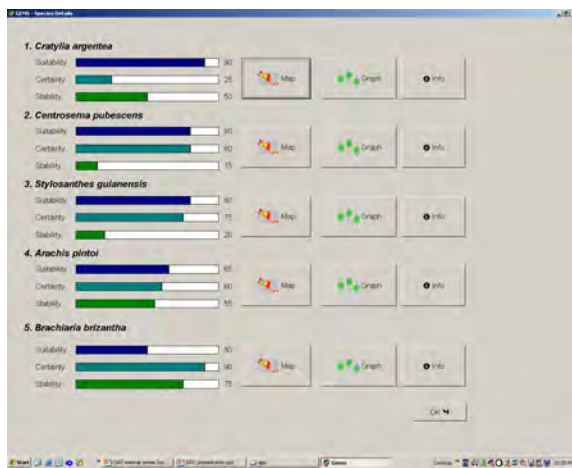 GEMS - Species Details
1. Cratylia argentea
Suitability 90 Map Graph Info
Certainty 25
Stability 50
2. Centrosema pubescens
Suitability 80 Map Graph Info
Certainty 80
Stability 15
3. Stylosanthes guianensis
Suitability 80 Map Graph Info
Certainty 75
Stability 20
4. Arachis pintoi
Suitability 65 Map Graph Info
Certainty 60
Stability 55
5. Brachiaria brizantha
Suitability 50 Map Graph Info
Certainty 90
Stability 75
OK
Start